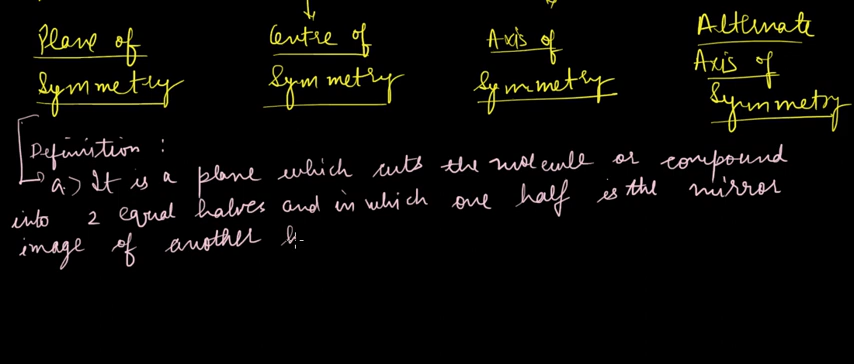 Plane of Symmetry
Centre of Symmetry
Axis of Symmetry
Alternate Axis of Symmetry
Definition :
a.) It is a plane which cuts the molecule or compound
into 2 equal halves and in which one half is the mirror
image of another h